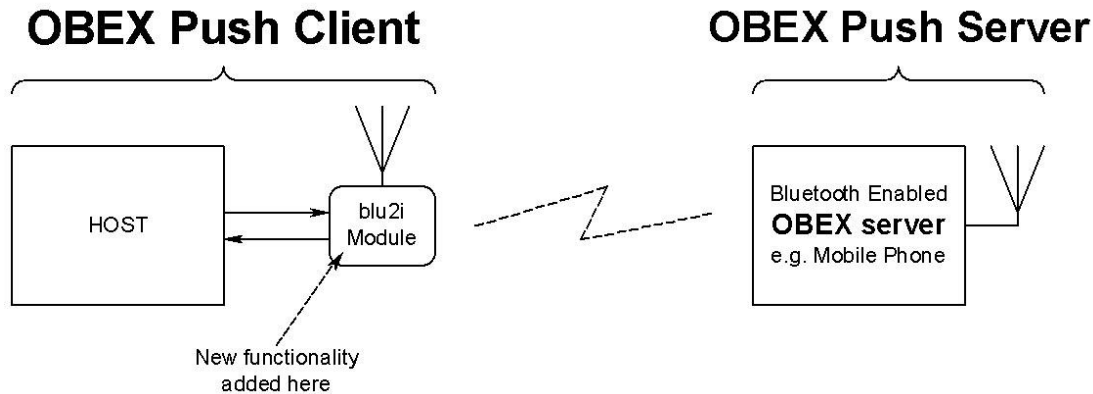 OBEX Push Client
OBEX Push Server
HOST
blu2i
Module
Bluetooth Enabled
OBEX server
e.g. Mobile Phone
New functionality
added here